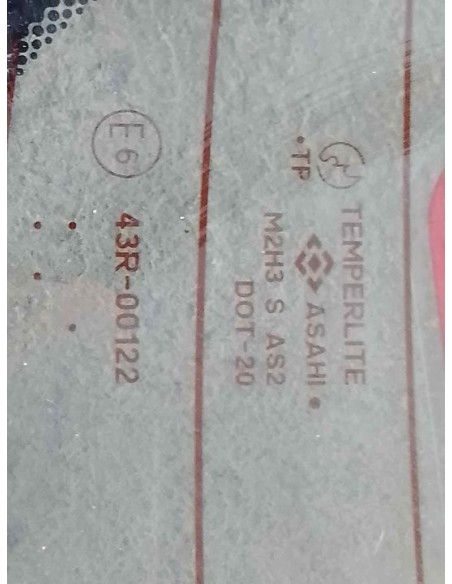 TEMPERLITE
ASAHI
·TP
M2H3 S AS2
DOT-20
E6
43R-00122